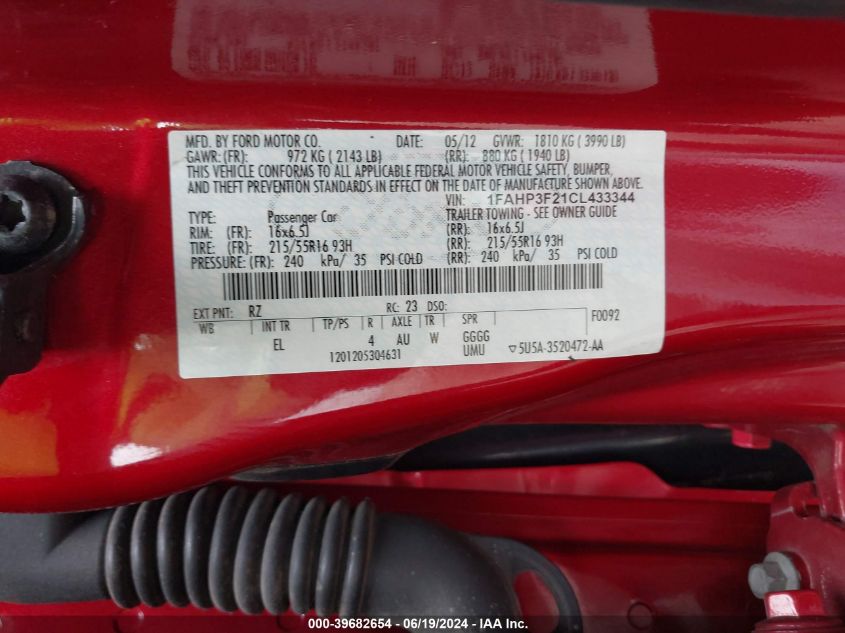 MFD. BY FORD MOTOR CO. DATE: 05/12 GVWR: 1810 KG ( 3990 LB)
GAWR: (FR): 972 KG ( 2143 LB) (RR): 880 KG ( 1940 LB)
THIS VEHICLE CONFORMS TO ALL APPLICABLE FEDERAL MOTOR VEHICLE SAFETY, BUMPER,
AND THEFT PREVENTION STANDARDS IN EFFECT ON THE DATE OF MANUFACTURE SHOWN ABOVE.
VIN: 1FAHP3F21CL433344
TYPE: Passenger Car TRAILER TOWING - SEE OWNER GUIDE
RIM: (FR): 16x6.5J (RR): 16x6.5J
TIRE: (FR): 215/55R16 93H (RR): 215/55R16 93H
PRESSURE: (FR): 240 kPa/ 35 PSI COLD (RR): 240 kPa/ 35 PSI COLD
EXT PNT: RZ RC: 23 DSO: F0092
WB INT TR TP/PS R AXLE TR SPR
EL 4 AU W GGGG
1201205304631 UMU ▽5U5A-3520472-AA
000-39682654 - 06/19/2024 - IAA Inc.